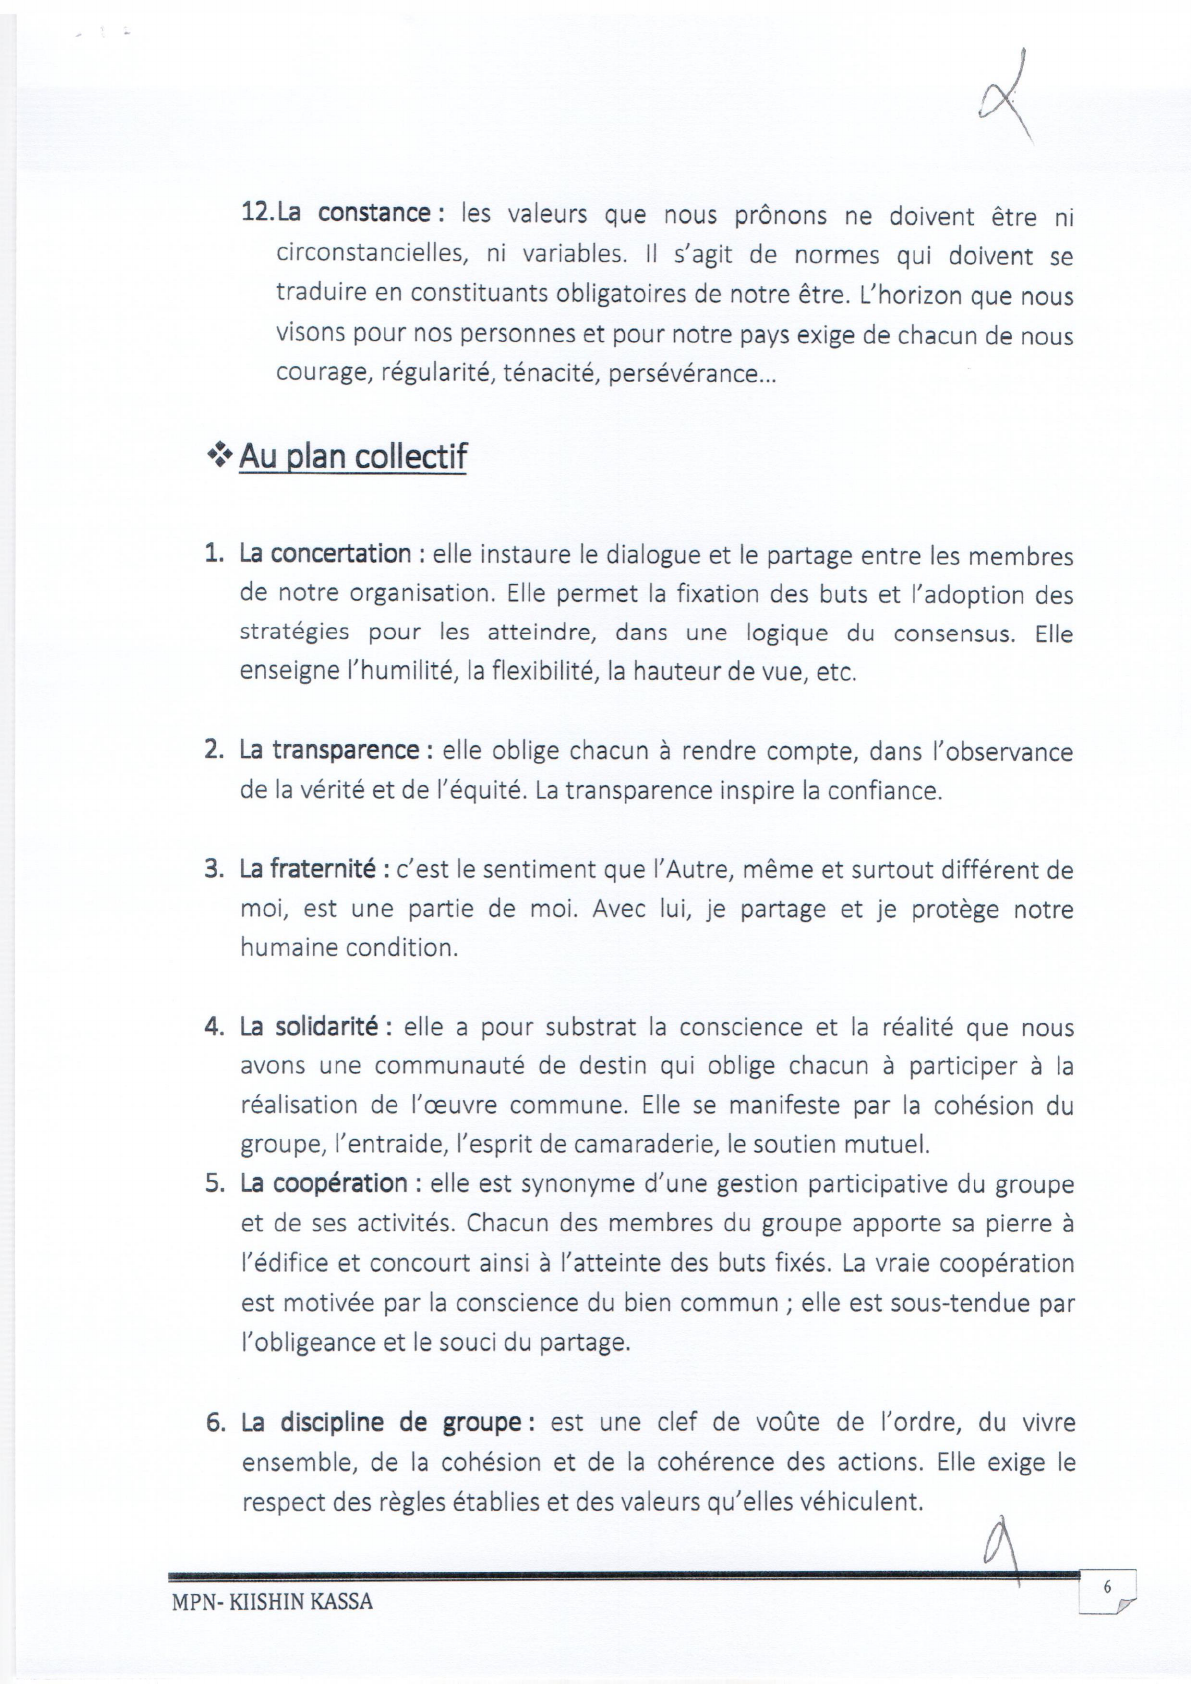 12.La constance : les valeurs que nous prônons ne doivent être ni
circonstancielles, ni variables. Il s'agit de normes qui doivent se
traduire en constituants obligatoires de notre être. L'horizon que nous
visons pour nos personnes et pour notre pays exige de chacun de nous
courage, régularité, ténacité, persévérance...
❖ Au plan collectif
1. La concertation : elle instaure le dialogue et le partage entre les membres
de notre organisation. Elle permet la fixation des buts et l'adoption des
stratégies pour les atteindre, dans une logique du consensus. Elle
enseigne l'humilité, la flexibilité, la hauteur de vue, etc.
2. La transparence : elle oblige chacun à rendre compte, dans l'observance
de la vérité et de l'équité. La transparence inspire la confiance.
3. La fraternité : c'est le sentiment que l'Autre, même et surtout différent de
moi, est une partie de moi. Avec lui, je partage et je protège notre
humaine condition.
4. La solidarité : elle a pour substrat la conscience et la réalité que nous
avons une communauté de destin qui oblige chacun à participer à la
réalisation de l'œuvre commune. Elle se manifeste par la cohésion du
groupe, l'entraide, l'esprit de camaraderie, le soutien mutuel.
5. La coopération : elle est synonyme d'une gestion participative du groupe
et de ses activités. Chacun des membres du groupe apporte sa pierre à
l'édifice et concourt ainsi à l'atteinte des buts fixés. La vraie coopération
est motivée par la conscience du bien commun ; elle est sous-tendue par
l'obligeance et le souci du partage.
6. La discipline de groupe : est une clef de voûte de l'ordre, du vivre
ensemble, de la cohésion et de la cohérence des actions. Elle exige le
respect des règles établies et des valeurs qu'elles véhiculent.
MPN- KIISHIN KASSA
6